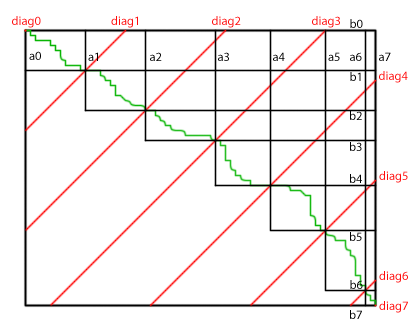 diag0 diag1 diag2 diag3 b0
a0 a1 a2 a3 a4 a5 a6 a7
b1 diag4
b2
b3
b4 diag5
b5
b6 diag6
diag7
b7